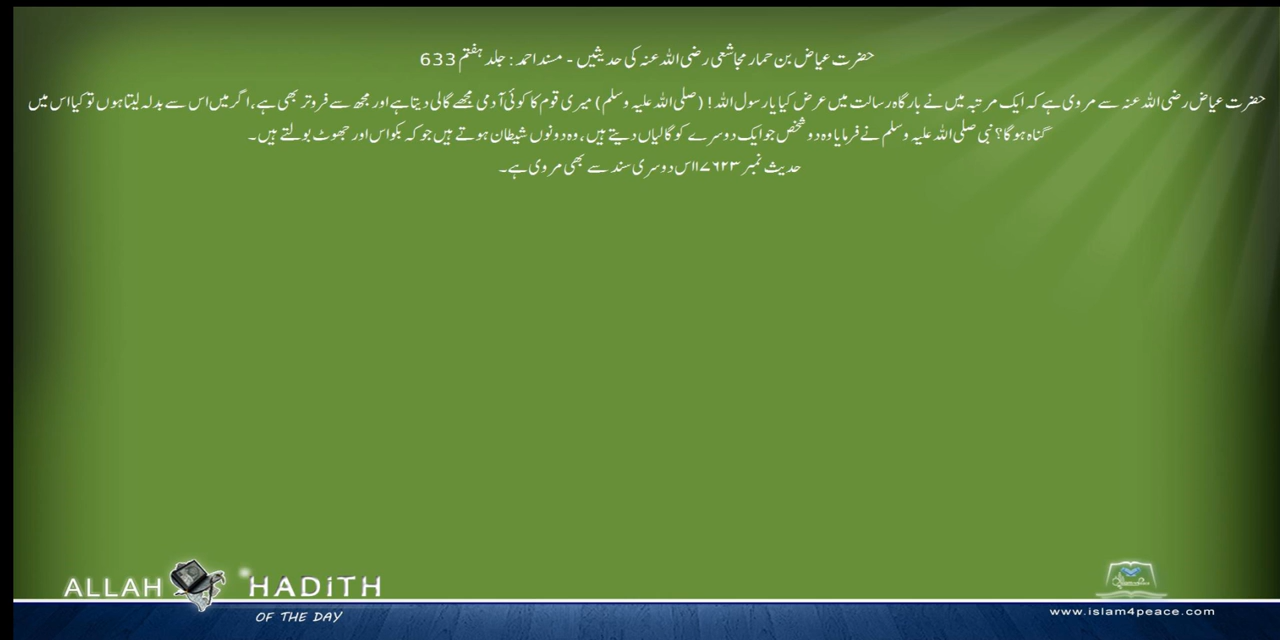 حضرت عیاض بن حمار مجاشعی رضی اللہ عنہ کی حدیثیں - مسند احمد : جلد ہفتم 633
حضرت عیاض رضی اللہ عنہ سے مروی ہے کہ ایک مرتبہ میں نے بارگاہ رسالت میں عرض کیا یا رسول اللہ ! (صلی اللہ علیہ وسلم) میری قوم کا کوئی آدمی مجھے گالی دیتا ہے اور مجھ سے فروتر بھی ہے، اگر میں اس سے بدلہ لیتا ہوں تو کیا اس میں
گناہ ہوگا؟ نبی صلی اللہ علیہ وسلم نے فرمایا وہ دو شخص جو ایک دوسرے کو گالیاں دیتے ہیں، وہ دونوں شیطان ہوتے ہیں جو کہ بکواس اور جھوٹ بولتے ہیں۔
حدیث نمبر ١٧٦٢٣ اس دوسری سند سے بھی مروی ہے۔
ALLAH HADITH
OF THE DAY
www.islam4peace.com